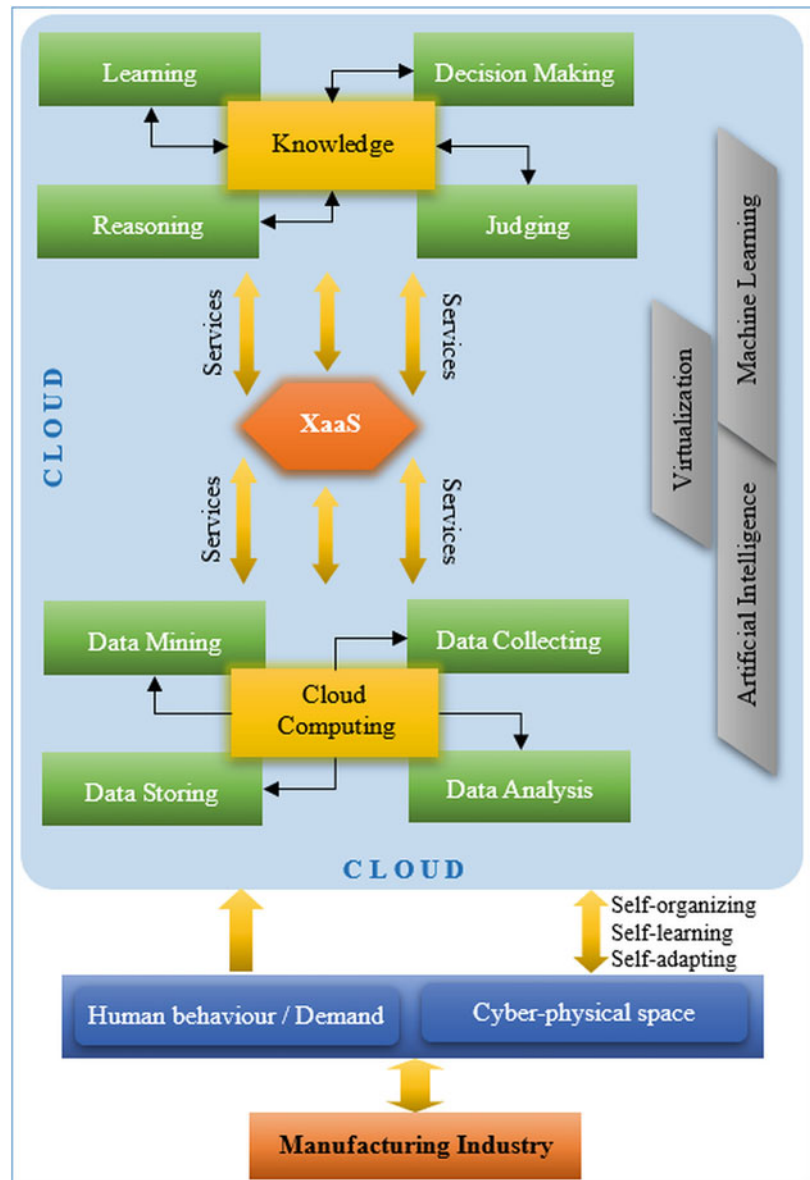 Learning
Decision Making
Knowledge
Reasoning
Judging
Services
Services
Machine Learning
Virtualization
CLOUD
XaaS
Services
Services
Artificial Intelligence
Data Mining
Data Collecting
Cloud
Computing
Data Storing
Data Analysis
CLOUD
Self-organizing
Self-learning
Self-adapting
Human behaviour / Demand
Cyber-physical space
Manufacturing Industry